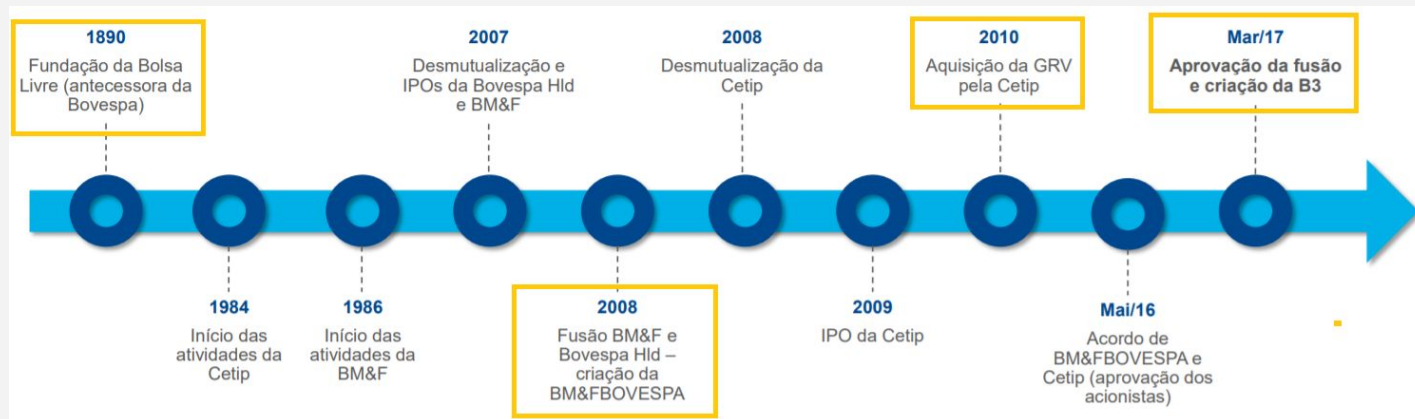 1890
Fundação da Bolsa
Livre (antecessora da
Bovespa)
1984
Início das
atividades da
Cetip
1986
Início das
atividades da
BM&F
2007
Desmutualização e
IPOs da Bovespa Hld
e BM&F
2008
Fusão BM&F e
Bovespa Hld –
criação da
BM&FBOVESPA
2008
Desmutualização da
Cetip
2009
IPO da Cetip
2010
Aquisição da GRV
pela Cetip
Mai/16
Acordo de
BM&FBOVESPA e
Cetip (aprovação dos
acionistas)
Mar/17
Aprovação da fusão
e criação da B3